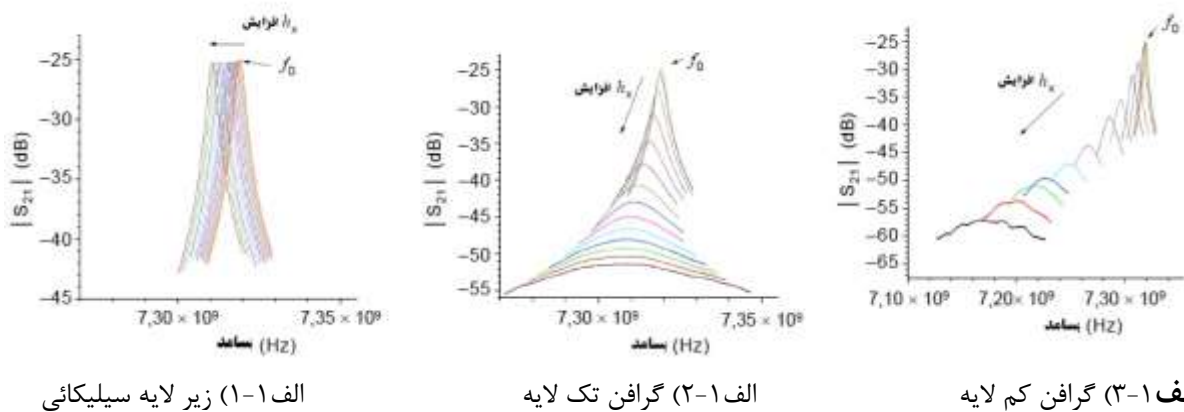 افزایش hₓ
f₀
|S₂₁| (dB)
−25
−30
−35
−40
−45
7,30 × 10⁹
7,35 × 10⁹
بسامد (Hz)
الف۱-۱) زیر لایه سیلیکائی
افزایش hₓ
f₀
|S₂₁| (dB)
−25
−30
−35
−40
−45
−50
−55
7,30 × 10⁹
7,35 × 10⁹
بسامد (Hz)
الف۱-۲) گرافن تک لایه
افزایش hₓ
f₀
|S₂₁| (dB)
−25
−30
−35
−40
−45
−50
−55
−60
−65
7,10 × 10⁹
7,20 × 10⁹
7,30 × 10⁹
بسامد (Hz)
ف۱-۳) گرافن کم لایه